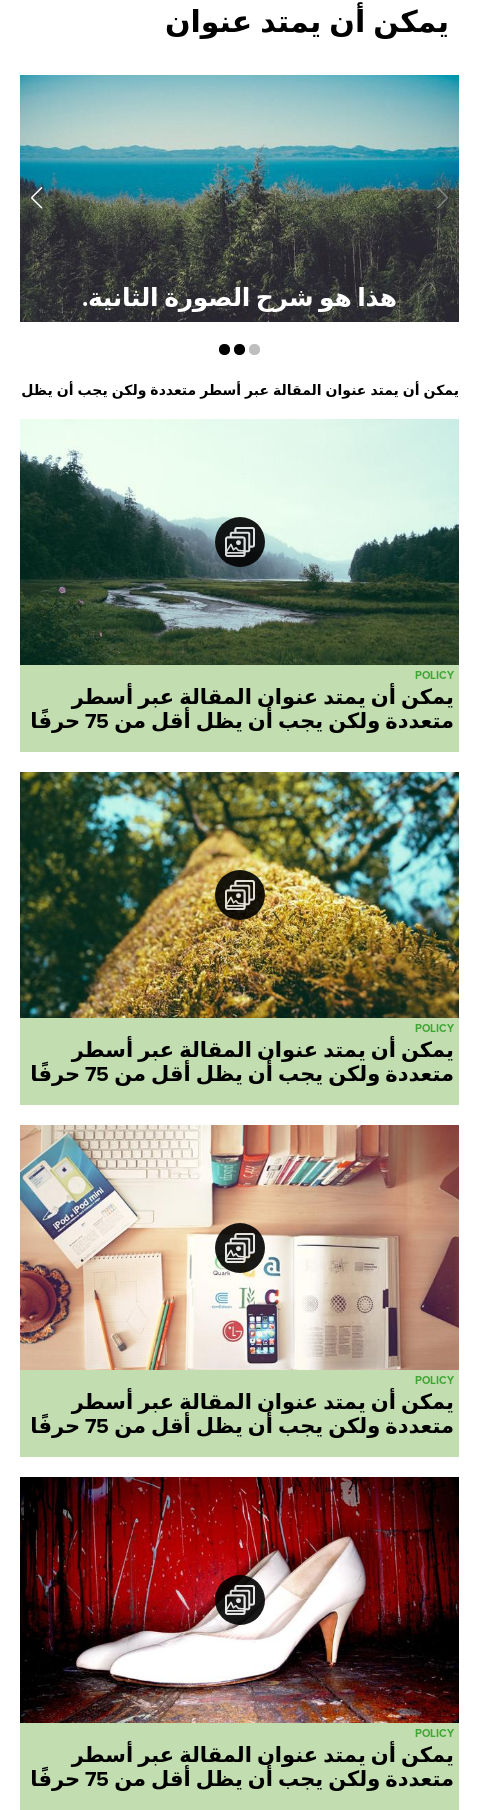 يمكن أن يمتد عنوان
هذا هو شرح الصورة الثانية.
يمكن أن يمتد عنوان المقالة عبر أسطر متعددة ولكن يجب أن يظل
POLICY
يمكن أن يمتد عنوان المقالة عبر أسطر
متعددة ولكن يجب أن يظل أقل من 75 حرفًا
POLICY
يمكن أن يمتد عنوان المقالة عبر أسطر
متعددة ولكن يجب أن يظل أقل من 75 حرفًا
iPod & iPod mini
Quark
POLICY
يمكن أن يمتد عنوان المقالة عبر أسطر
متعددة ولكن يجب أن يظل أقل من 75 حرفًا
POLICY
يمكن أن يمتد عنوان المقالة عبر أسطر
متعددة ولكن يجب أن يظل أقل من 75 حرفًا